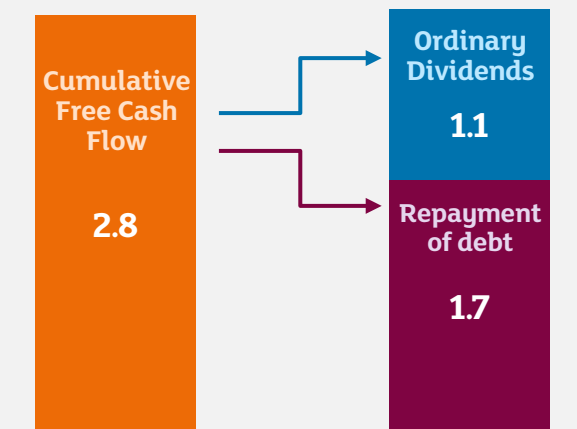 Cumulative
Free Cash
Flow
2.8
Ordinary
Dividends
1.1
Repayment
of debt
1.7